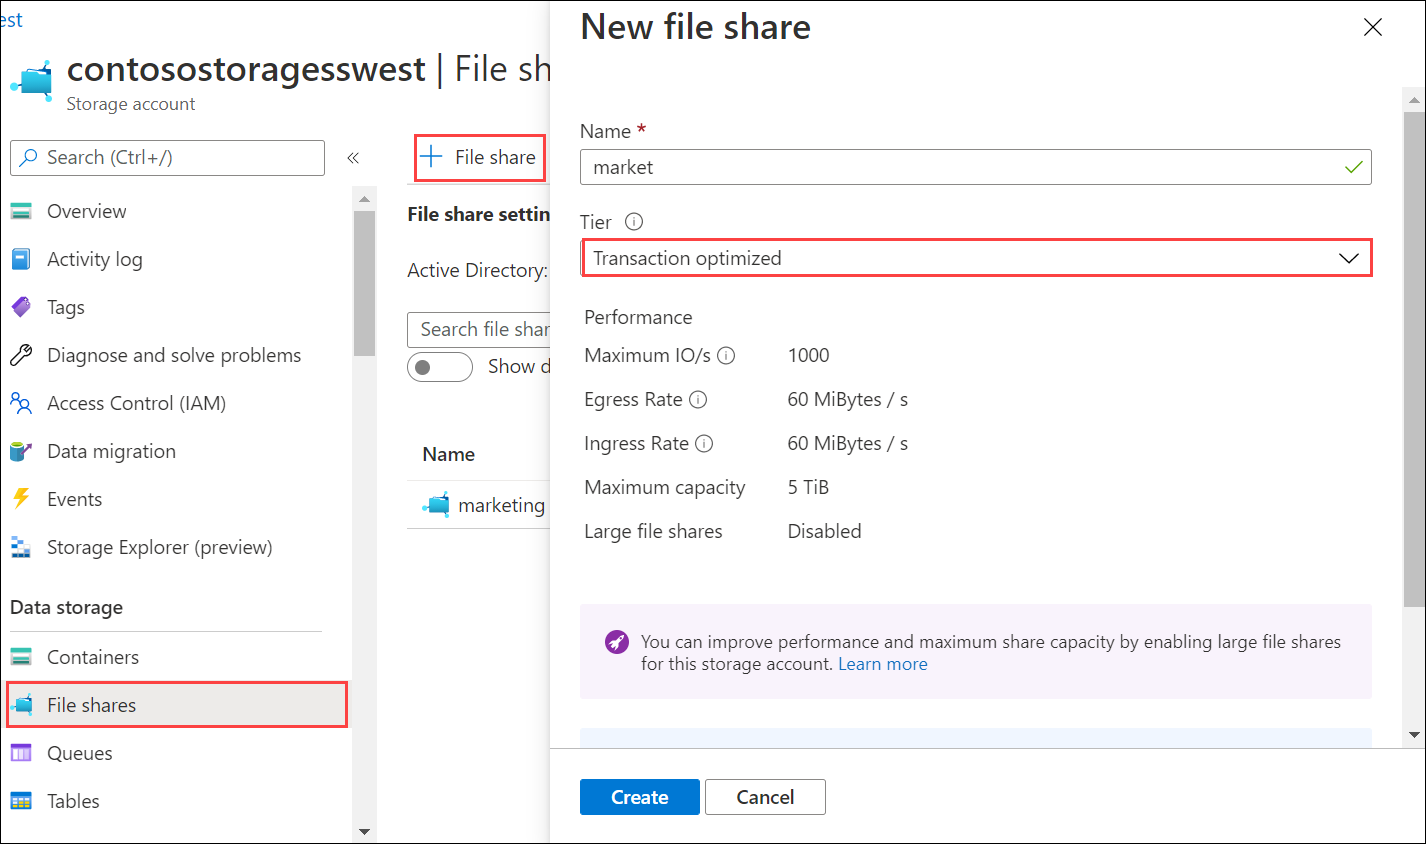 est
contosostoragesswest | File sh
Storage account
Search (Ctrl+/)
«
Overview
Activity log
Tags
Diagnose and solve problems
Access Control (IAM)
Data migration
Events
Storage Explorer (preview)
Data storage
Containers
File shares
Queues
Tables
File share
File share settin
Active Directory:
Search file shar
Show d
Name
marketing
New file share
Name *
market
Tier
Transaction optimized
Performance
Maximum IO/s 1000
Egress Rate 60 MiBytes / s
Ingress Rate 60 MiBytes / s
Maximum capacity 5 TiB
Large file shares Disabled
You can improve performance and maximum share capacity by enabling large file shares
for this storage account. Learn more
Create Cancel